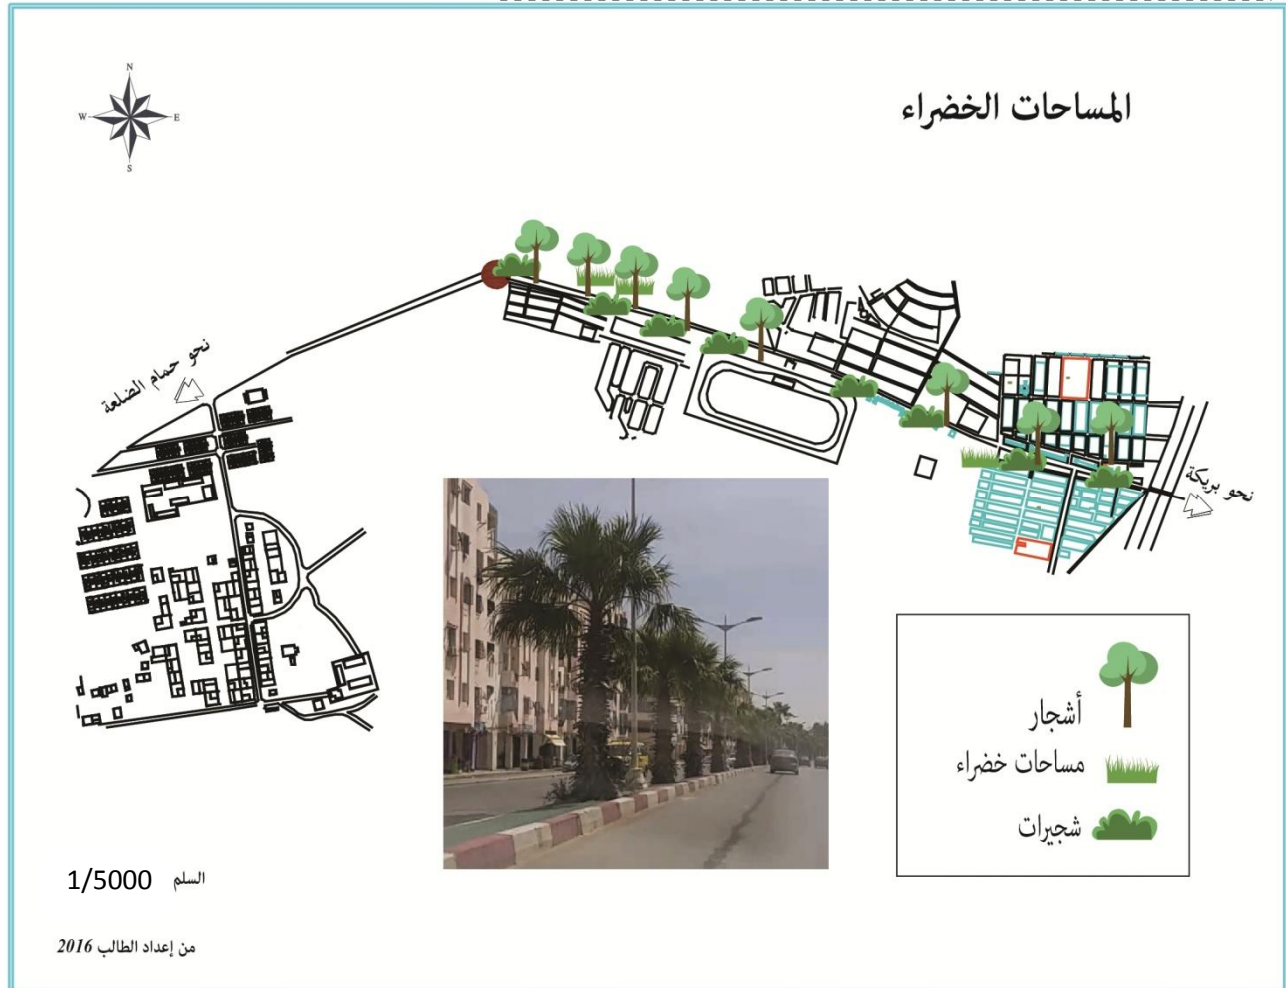 المساحات الخضراء
N
W
E
S
نحو حمام الضلعة
نحو بريكة
أشجار
مساحات خضراء
شجيرات
السلم 1/5000
من إعداد الطالب 2016